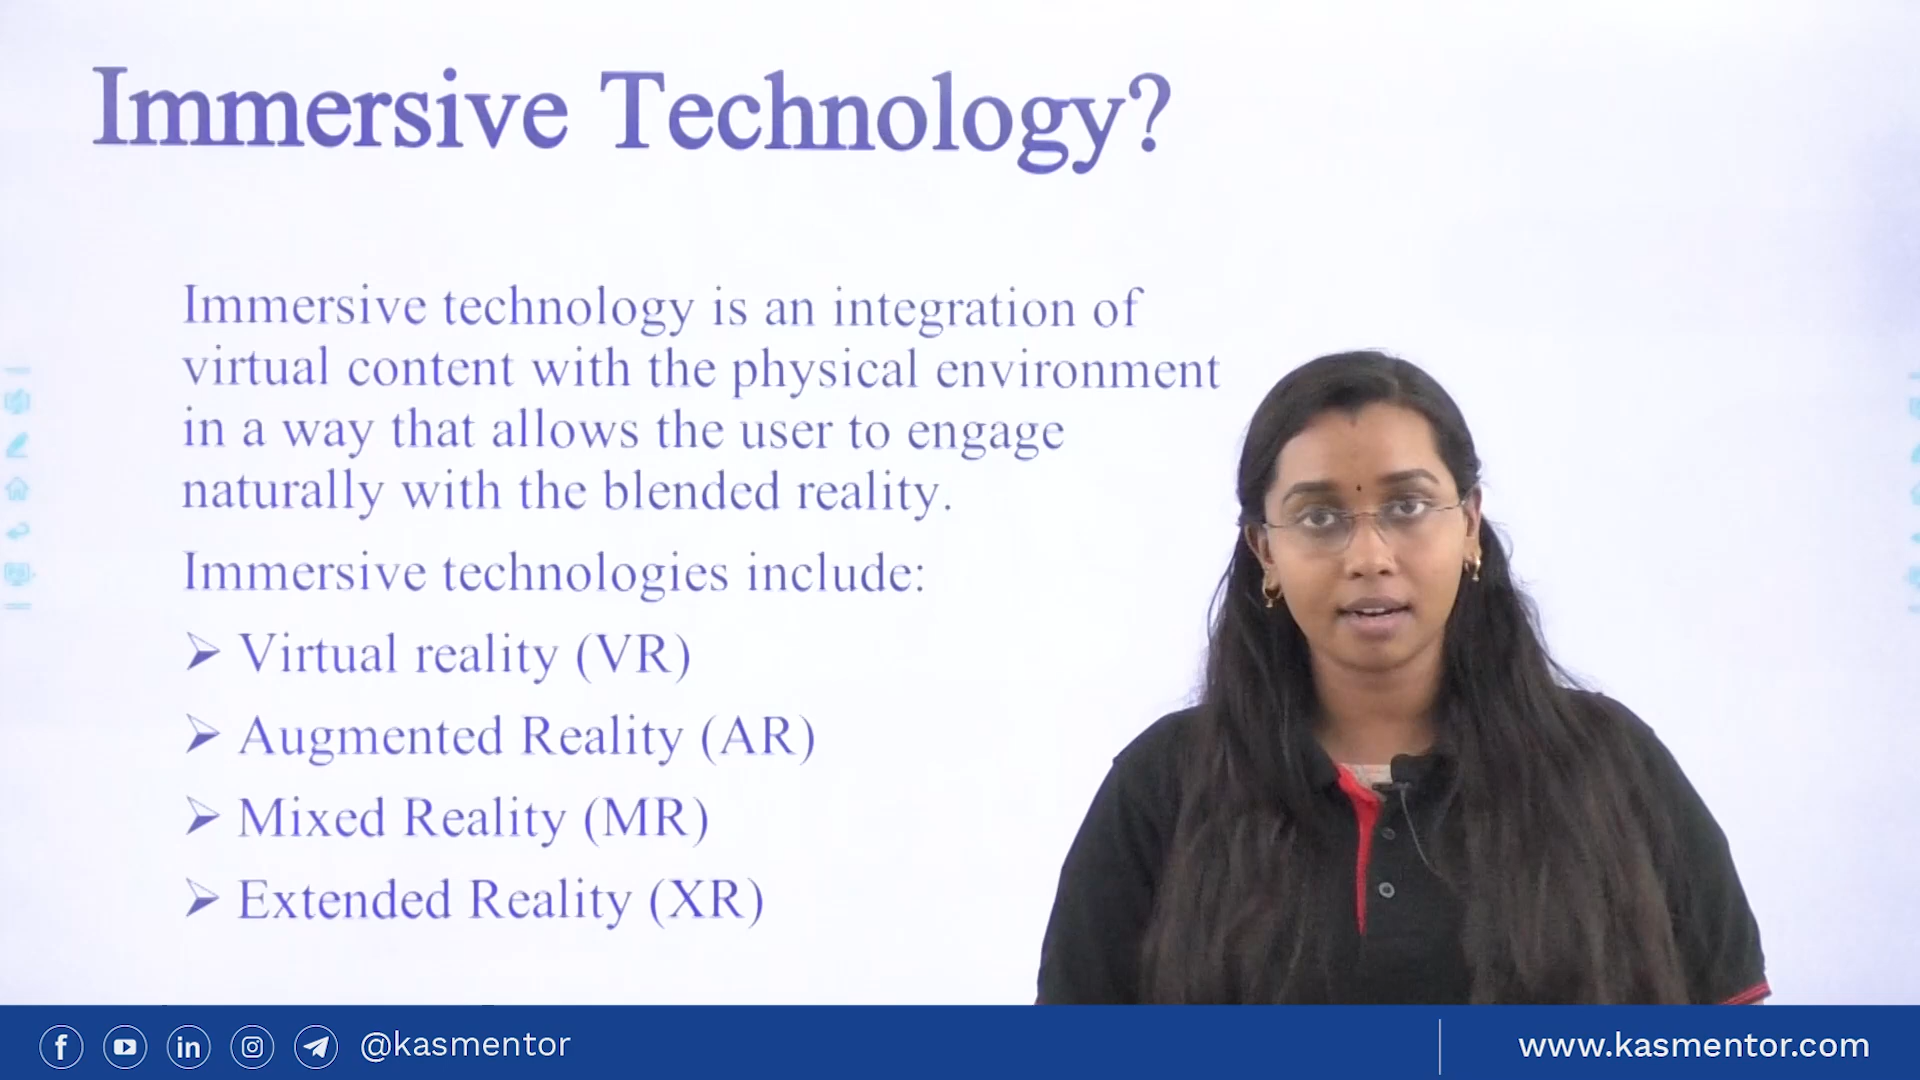 Immersive Technology?
Immersive technology is an integration of
virtual content with the physical environment
in a way that allows the user to engage
naturally with the blended reality.
Immersive technologies include:
Virtual reality (VR)
Augmented Reality (AR)
Mixed Reality (MR)
Extended Reality (XR)
@kasmentor
www.kasmentor.com